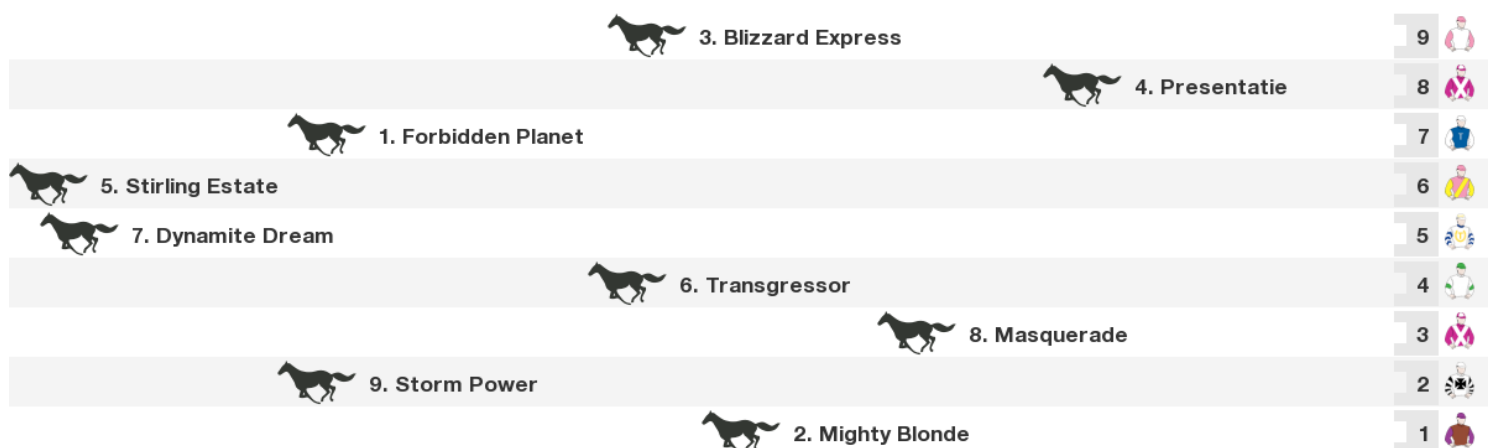 3. Blizzard Express 9
4. Presentatie 8
1. Forbidden Planet 7
5. Stirling Estate 6
7. Dynamite Dream 5
6. Transgressor 4
8. Masquerade 3
9. Storm Power 2
2. Mighty Blonde 1